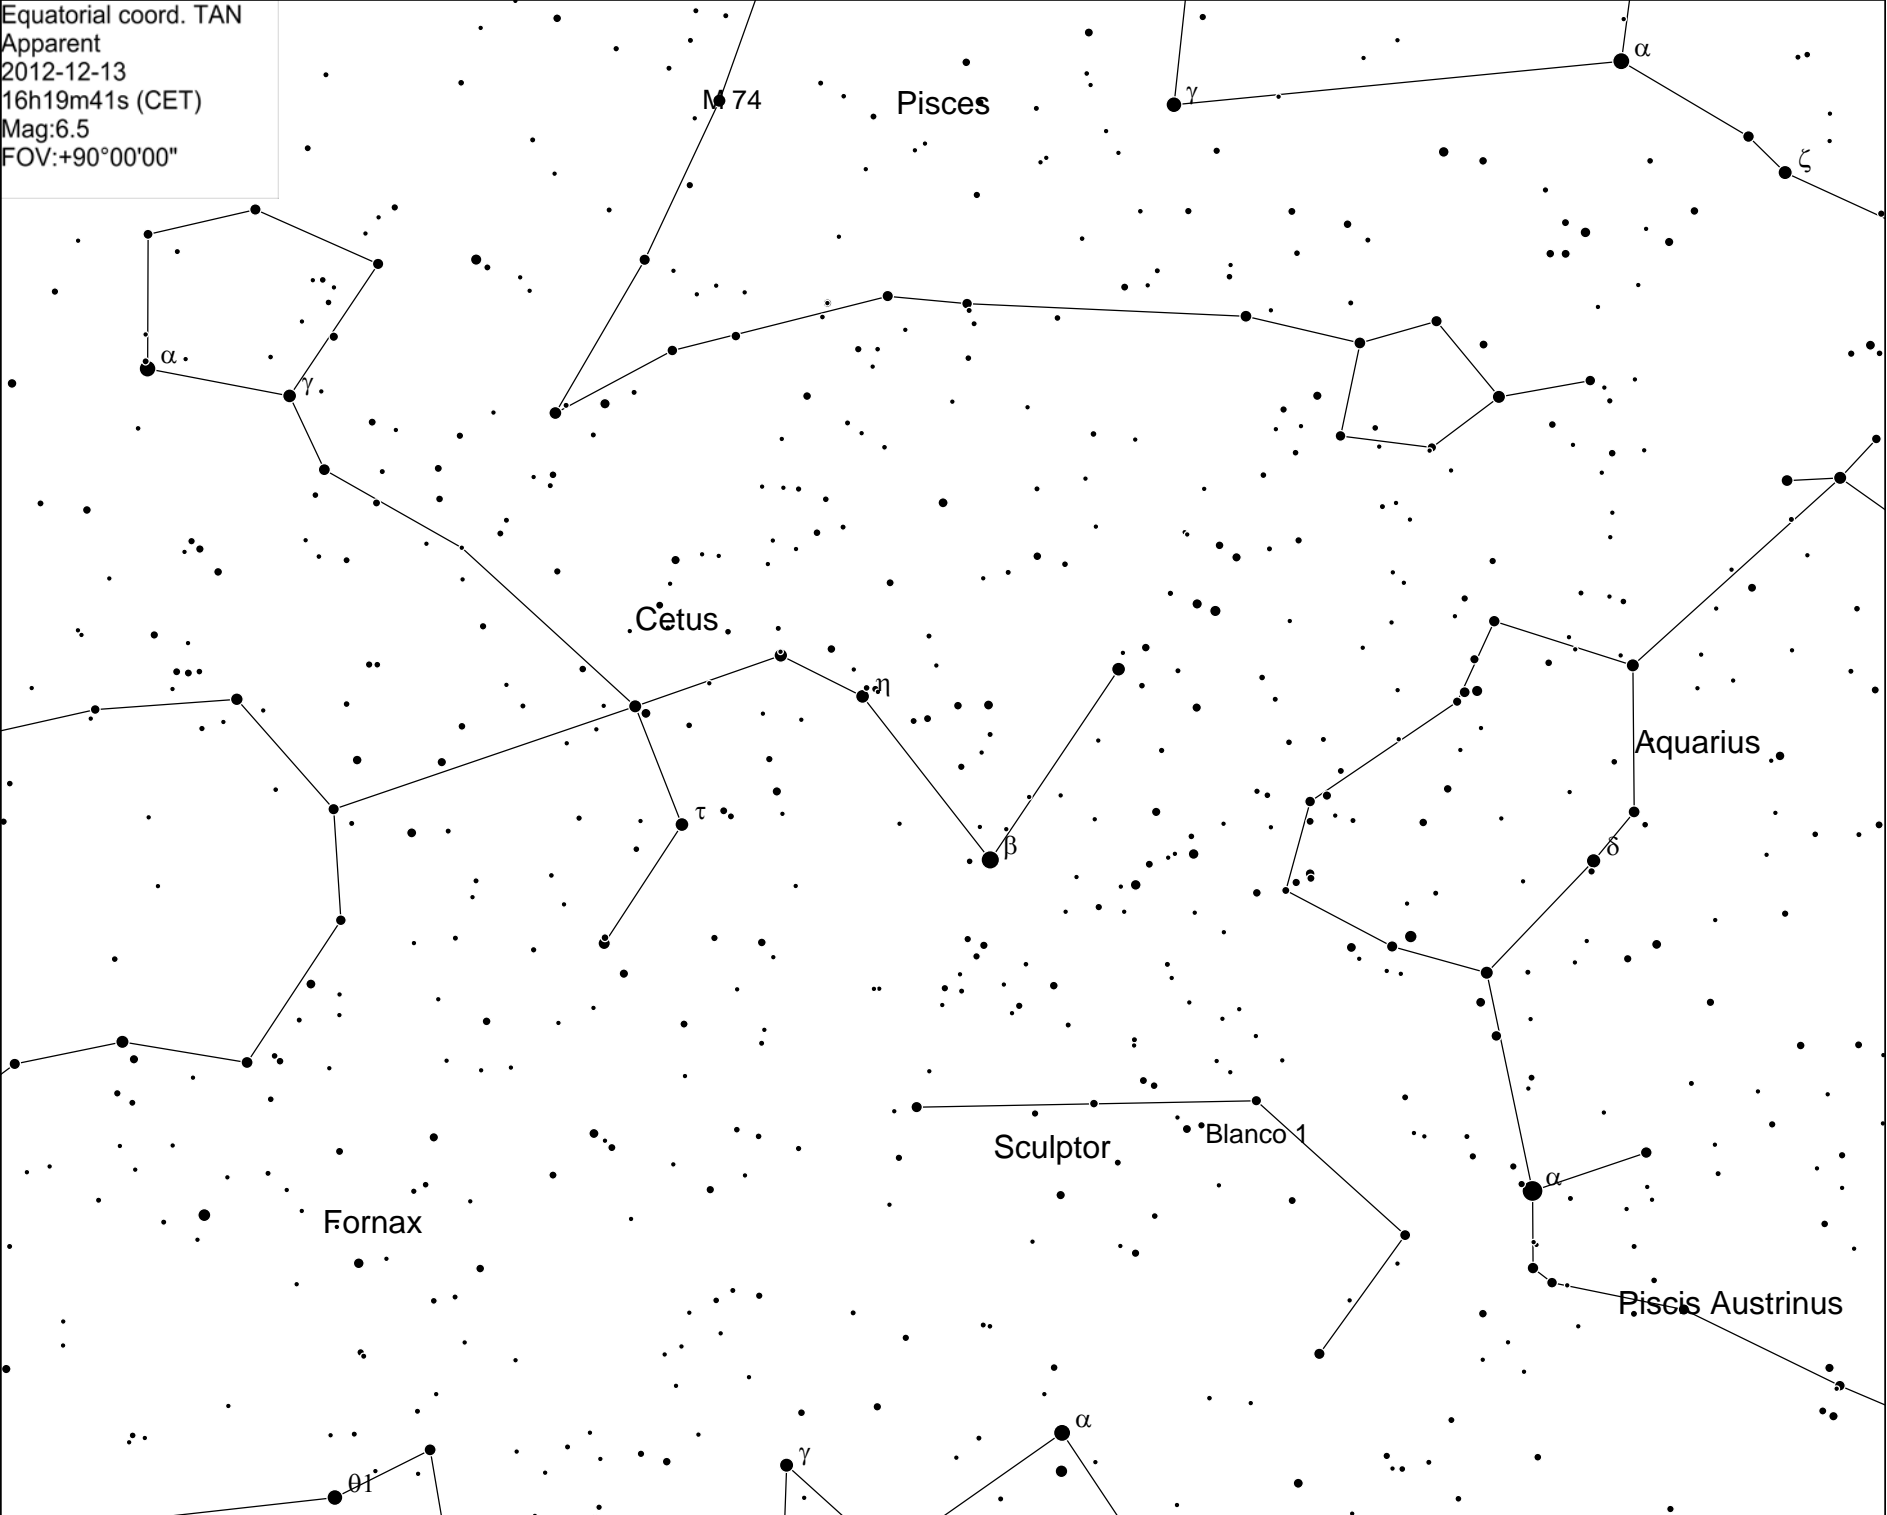 Equatorial coord. TAN
Apparent
2012-12-13
16h19m41s (CET)
Mag:6.5
FOV:+90°00'00"
α
M 74
Pisces
γ
ζ
α
γ
Cetus
η
Aquarius
τ
β
δ
Blanco 1
Sculptor
α
Fornax
Piscis Austrinus
α
γ
θ1